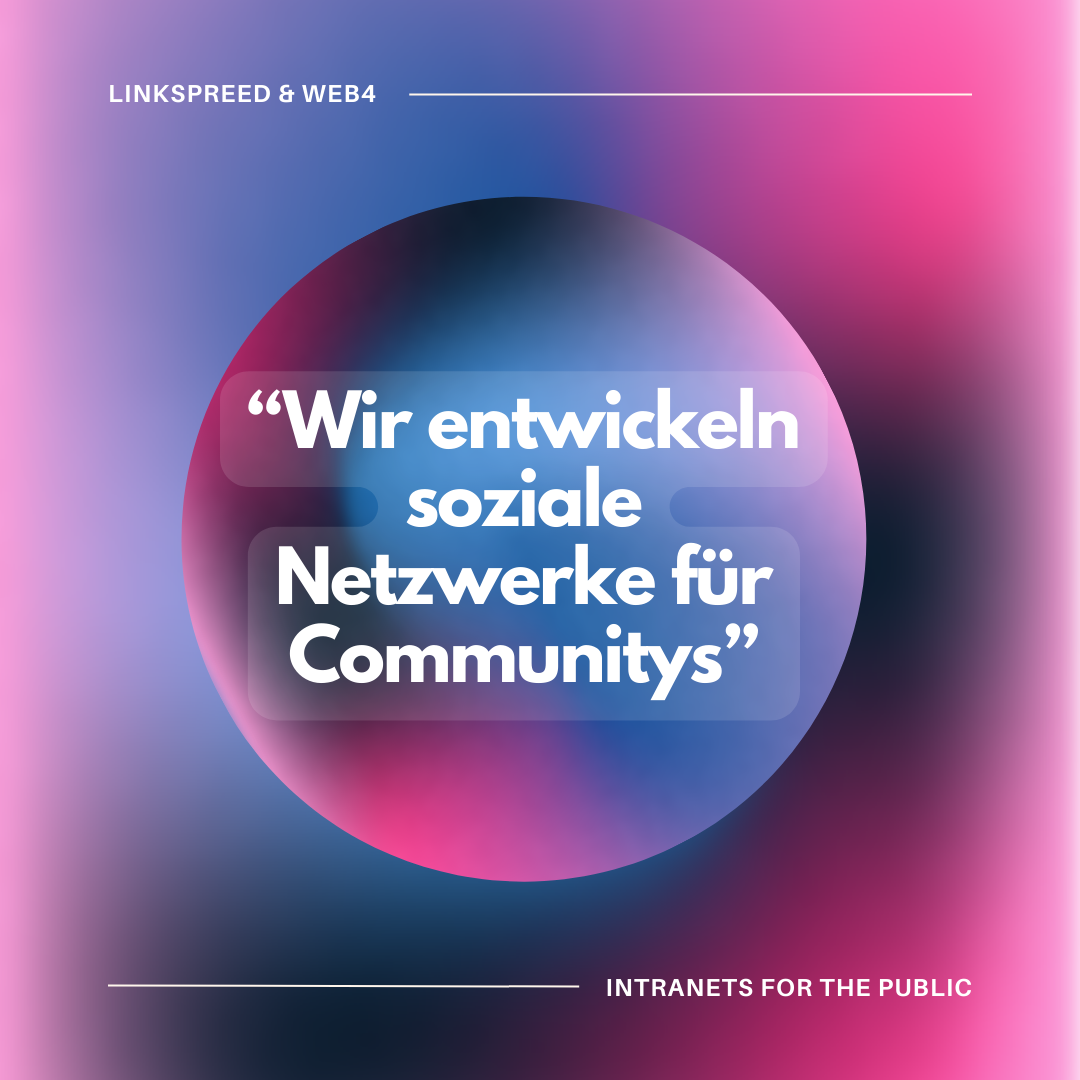 LINKSPREED & WEB4
“Wir entwickeln
soziale
Netzwerke für
Communitys”
INTRANETS FOR THE PUBLIC